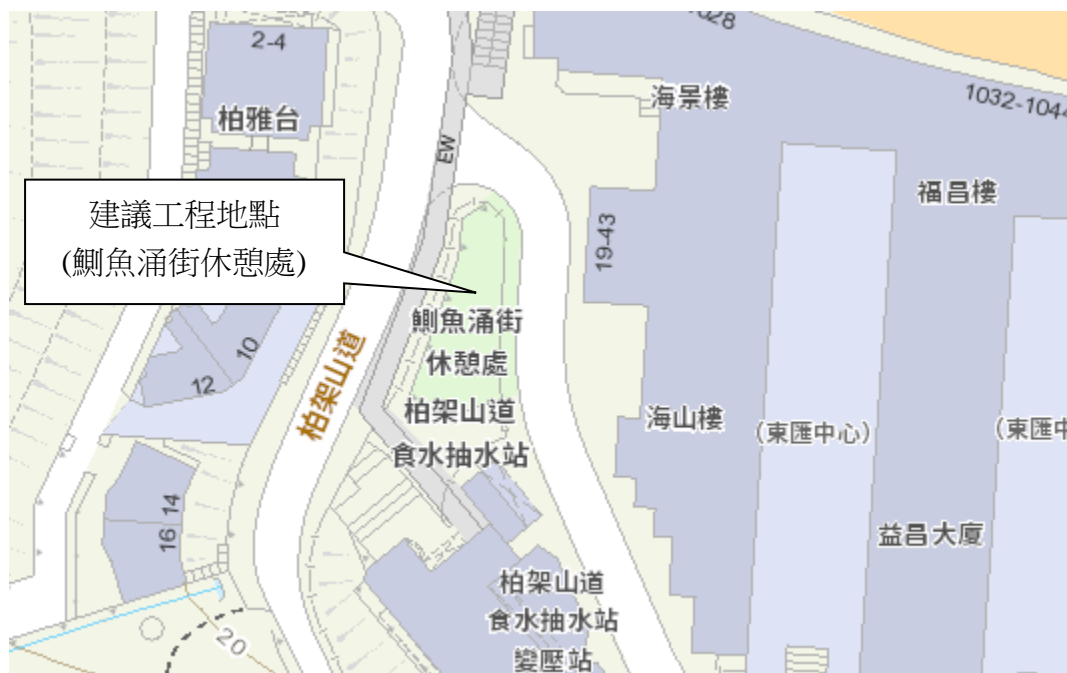 2-4
柏雅台
EW
海景樓
1028
1032-1044
福昌樓
建議工程地點
(鰂魚涌街休憩處)
19-43
鰂魚涌街
休憩處
柏架山道
10
12
柏架山道
食水抽水站
海山樓
(東匯中心)
(東匯中
14
16
益昌大廈
柏架山道
食水抽水站
變壓站
20